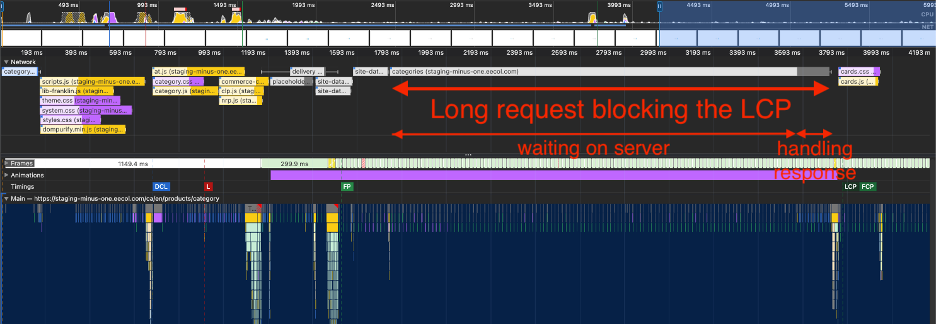 493 ms 993 ms 1493 ms 1993 ms 2493 ms 2993 ms 3493 ms 3993 ms 4493 ms 4993 ms 5493 ms 5993
CPU
NET
193 ms 393 ms 593 ms 793 ms 993 ms 1193 ms 1393 ms 1593 ms 1793 ms 1993 ms 2193 ms 2393 ms 2593 ms 2793 ms 2993 ms 3193 ms 3393 ms 3593 ms 3793 ms 3993 ms 4193 m
Network
category... at.js (staging-minus-one.ee... delivery ... site-dat... categories (staging-minus-one.eecol.com) cards.css ...
scripts.js (staging-minus-one.e... category.css ... commerce-c... placeholde... site-dat... cards.js (...
lib-franklin.js (stagin... category.js (stagin... clp.js (stag... site-dat...
theme.css (staging-min... nrp.js (stag...
system.css (staging-minus...
styles.css (stagi...
dompurify.min.js (stagin...
Long request blocking the LCP
waiting on server
handling
response
Frames 1149.4 ms 299.9 ms
Animations
Timings DCL L FP LCP FCP
Main — https://staging-minus-one.eecol.com/ca/en/products/category